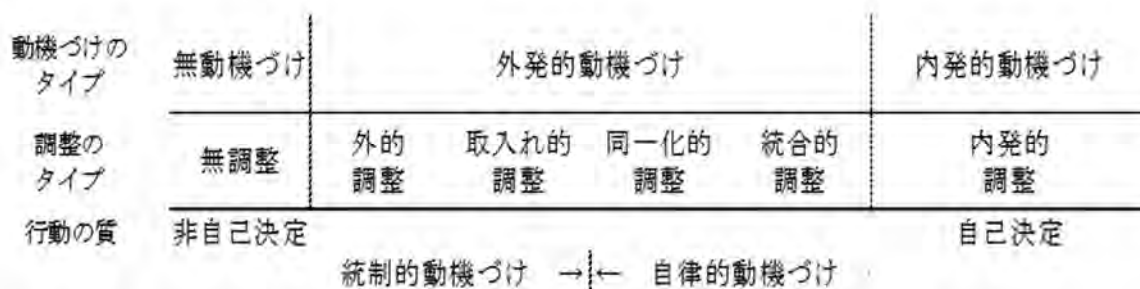 動機づけの
タイプ
無動機づけ
外発的動機づけ
内発的動機づけ
調整の
タイプ
無調整
外的
調整
取入れ的
調整
同一化的
調整
統合的
調整
内発的
調整
行動の質
非自己決定
自己決定
統制的動機づけ →← 自律的動機づけ